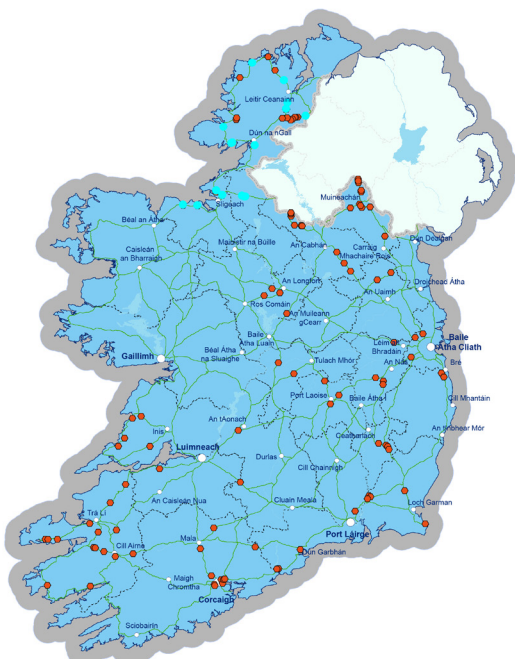 Leitir Ceanainn
Dún na nGall
Muineachán
Sligeach
Béal an Átha
Mainistir na Búille
An Cabhán
Carraig
Mhachaire Rois
Dún Dealgan
Caisleán
an Bharraigh
An Longfort
Ros Comáin
An Uaimh
Droichead Átha
An Muileann
gCearr
Baile
Átha Luain
Léim an
Bhradáin
Baile
Átha Cliath
Gaillimh
Béal Átha
na Sluaighe
Tulach Mhór
An Nás
Bré
Port Laoise
Baile Átha Í
Cill Mhantáin
Inis
An tAonach
Ceatharlach
An tInbhear Mór
Luimneach
Durlas
Cill Chainnigh
An Caisleán Nua
Cluain Meala
Loch Garman
Trá Lí
Port Láirge
Cill Airne
Mala
Dún Garbhán
Maigh
Chromtha
Corcaigh
Sciobairín